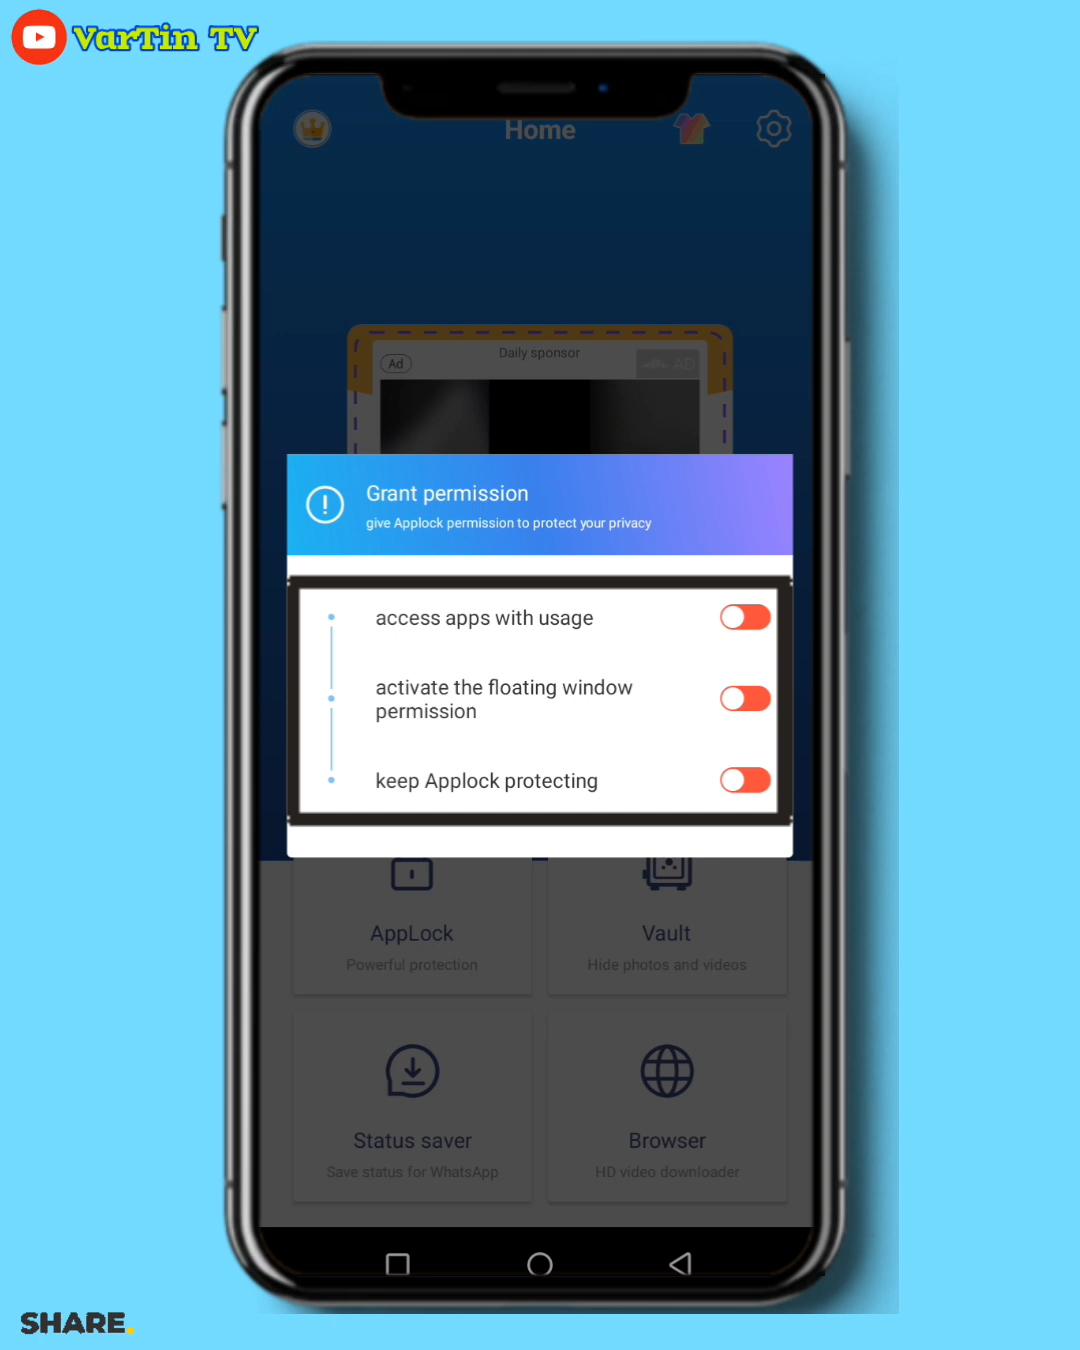 VarTin TV
Home
Daily sponsor
Ad
AD
Grant permission
give Applock permission to protect your privacy
access apps with usage
activate the floating window
permission
keep Applock protecting
AppLock
Powerful protection
Vault
Hide photos and videos
Status saver
Save status for WhatsApp
Browser
HD video downloader
SHARE.